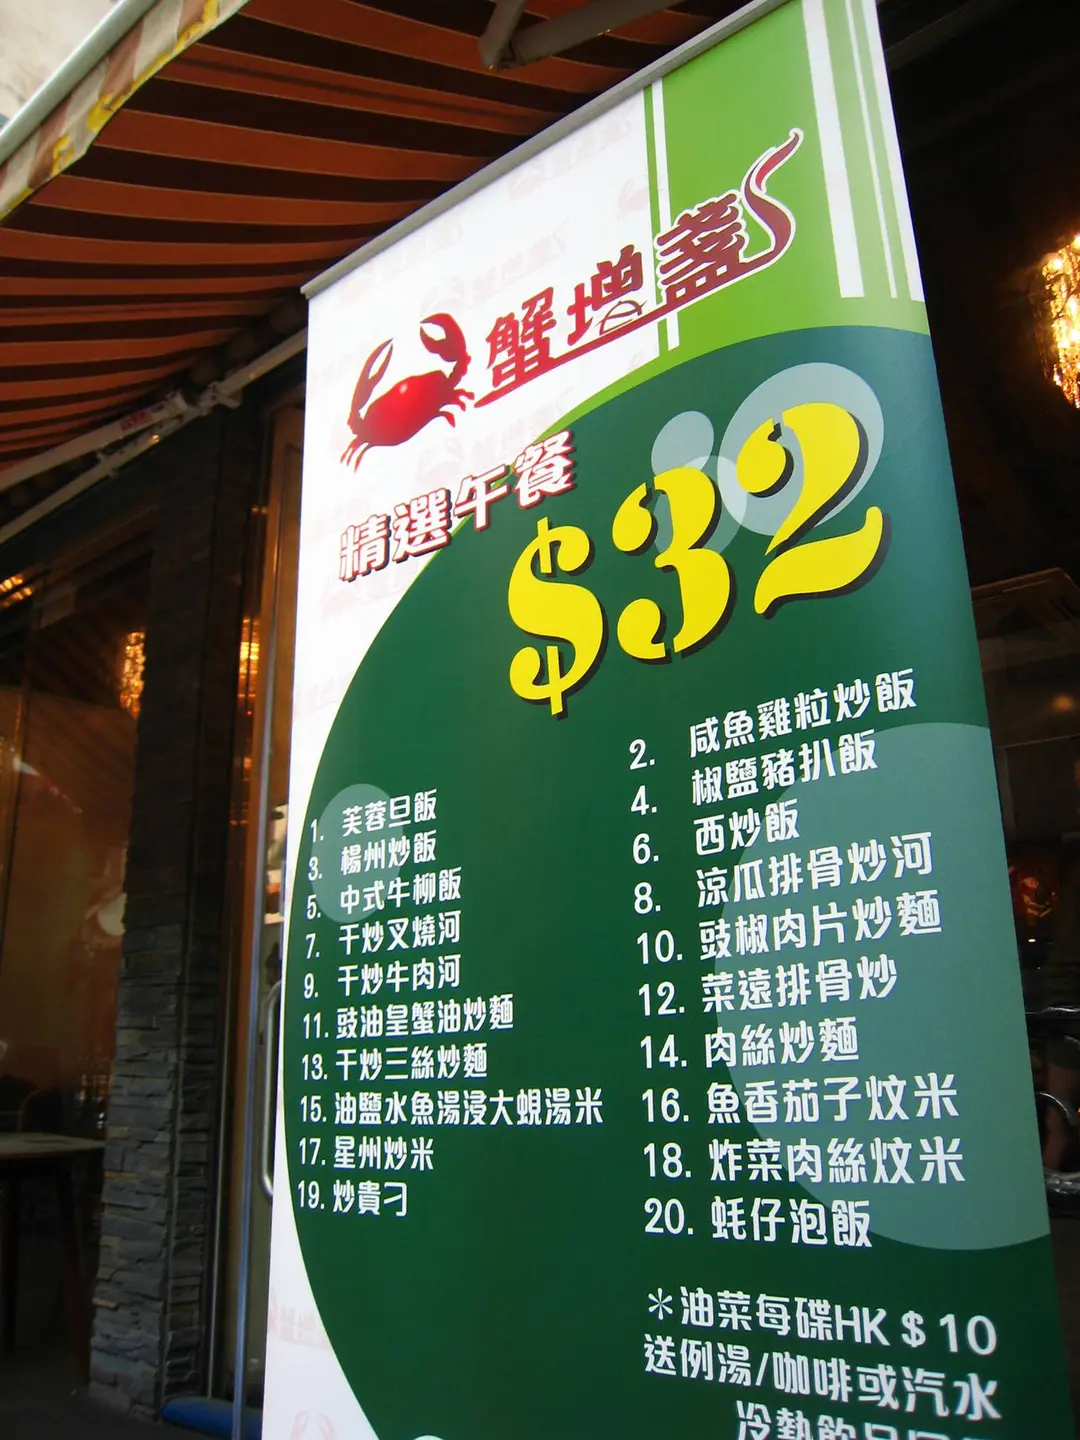 蟹增盞
精選午餐
$32
1. 芙蓉旦飯
3. 楊州炒飯
5. 中式牛柳飯
7. 干炒叉燒河
9. 干炒牛肉河
11. 豉油皇蟹油炒麵
13. 干炒三絲炒麵
15. 油鹽水魚湯浸大蜆湯米
17. 星州炒米
19. 炒貴刁
2. 咸魚雞粒炒飯
4. 椒鹽豬扒飯
6. 西炒飯
8. 涼瓜排骨炒河
10. 豉椒肉片炒麵
12. 菜遠排骨炒
14. 肉絲炒麵
16. 魚香茄子炆米
18. 炸菜肉絲炆米
20. 蚝仔泡飯
*油菜每碟HK$10
送例湯/咖啡或汽水
冷熱飲品